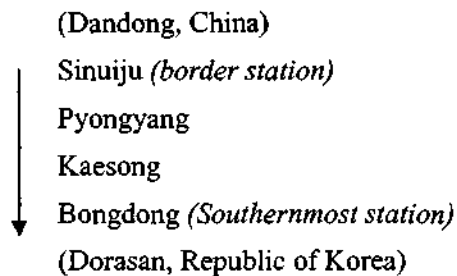 (Dandong, China)
Sinuiju (border station)
Pyongyang
Kaesong
Bongdong (Southernmost station)
(Dorasan, Republic of Korea)